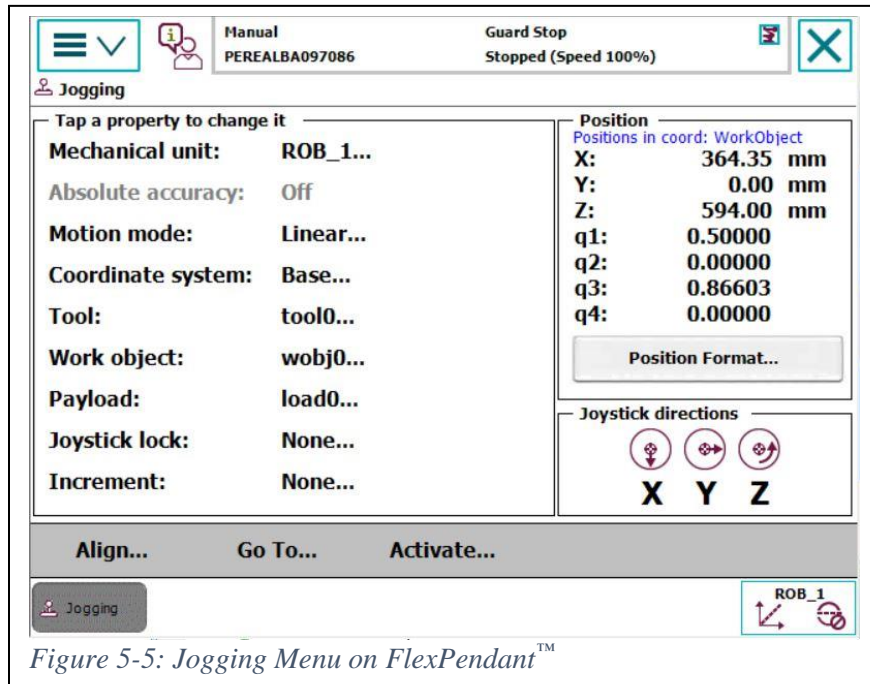 Manual
PEREALBA097086
Guard Stop
Stopped (Speed 100%)
Jogging
Tap a property to change it
Mechanical unit: ROB_1...
Absolute accuracy: Off
Motion mode: Linear...
Coordinate system: Base...
Tool: tool0...
Work object: wobj0...
Payload: load0...
Joystick lock: None...
Increment: None...
Position
Positions in coord: WorkObject
X: 364.35 mm
Y: 0.00 mm
Z: 594.00 mm
q1: 0.50000
q2: 0.00000
q3: 0.86603
q4: 0.00000
Position Format...
Joystick directions
X Y Z
Align... Go To... Activate...
Jogging
ROB_1
Figure 5-5: Jogging Menu on FlexPendant™